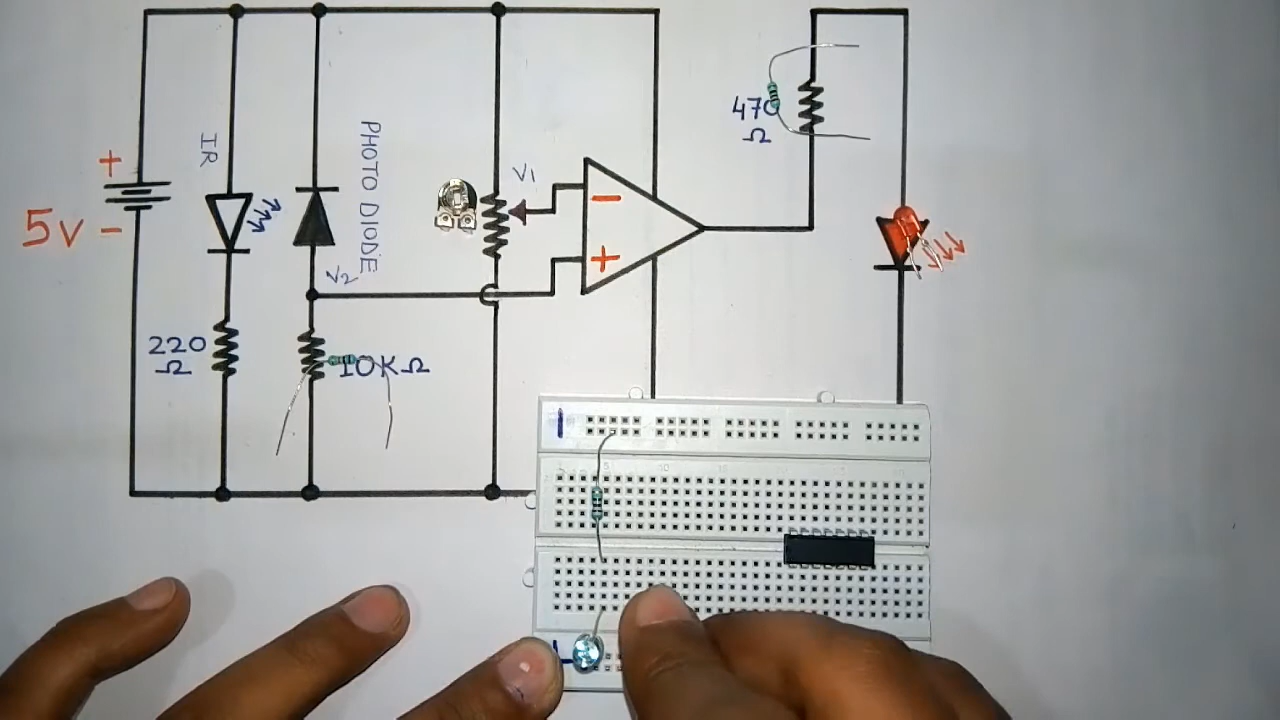 +
5v -
IR
220
Ω
PHOTO DIODE
V2
10KΩ
V1
-
+
470
Ω